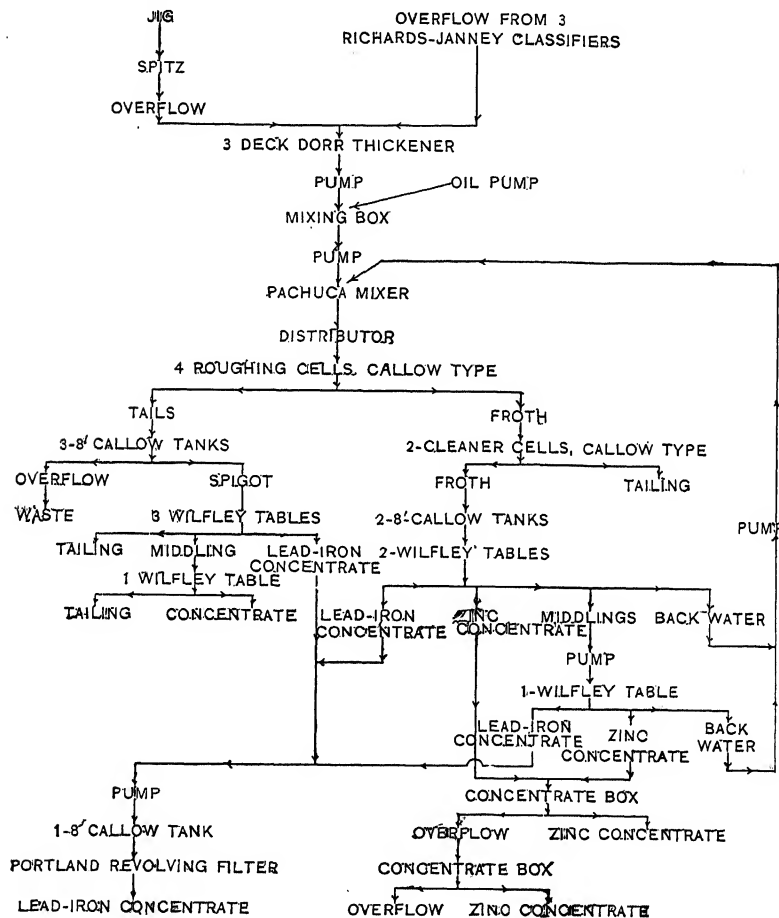 JIG
OVERFLOW FROM 3
RICHARDS-JANNEY CLASSIFIERS
SPITZ
OVERFLOW
3 DECK DORR THICKENER
PUMP
OIL PUMP
MIXING BOX
PUMP
PACHUCA MIXER
DISTRIBUTOR
4 ROUGHING CELLS, CALLOW TYPE
TAILS
FROTH
3-8' CALLOW TANKS
2-CLEANER CELLS, CALLOW TYPE
OVERFLOW
SPIGOT
FROTH
TAILING
WASTE
3 WILFLEY TABLES
2-8' CALLOW TANKS
PUMP
TAILING
MIDDLING
LEAD-IRON
CONCENTRATE
2-WILFLEY TABLES
1 WILFLEY TABLE
TAILING
CONCENTRATE
LEAD-IRON
CONCENTRATE
ZINC
CONCENTRATE
MIDDLINGS
BACK WATER
PUMP
1-WILFLEY TABLE
LEAD-IRON
CONCENTRATE
ZINC
CONCENTRATE
BACK
WATER
PUMP
CONCENTRATE BOX
1-8' CALLOW TANK
OVERFLOW
ZINC CONCENTRATE
PORTLAND REVOLVING FILTER
CONCENTRATE BOX
LEAD-IRON CONCENTRATE
OVERFLOW
ZINC CONCENTRATE